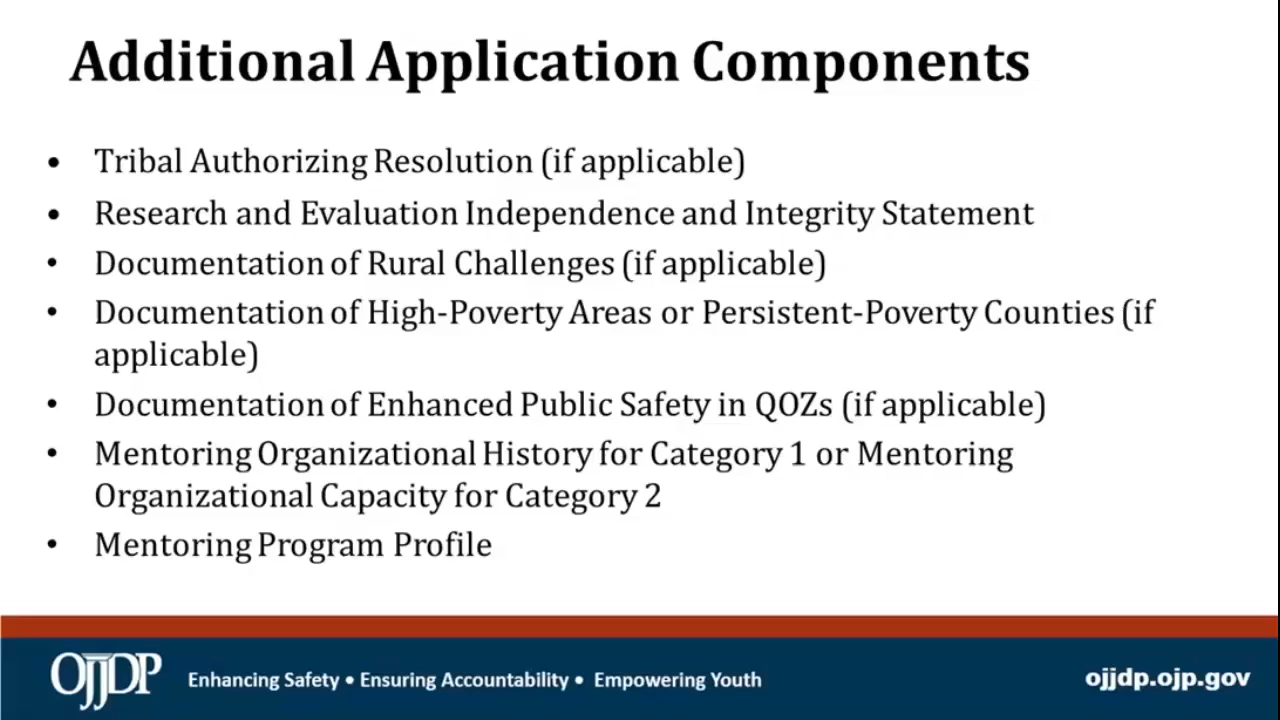 Additional Application Components
• Tribal Authorizing Resolution (if applicable)
• Research and Evaluation Independence and Integrity Statement
• Documentation of Rural Challenges (if applicable)
• Documentation of High-Poverty Areas or Persistent-Poverty Counties (if
applicable)
• Documentation of Enhanced Public Safety in QOZs (if applicable)
• Mentoring Organizational History for Category 1 or Mentoring
Organizational Capacity for Category 2
• Mentoring Program Profile
OJJDP Enhancing Safety • Ensuring Accountability • Empowering Youth ojjdp.ojp.gov